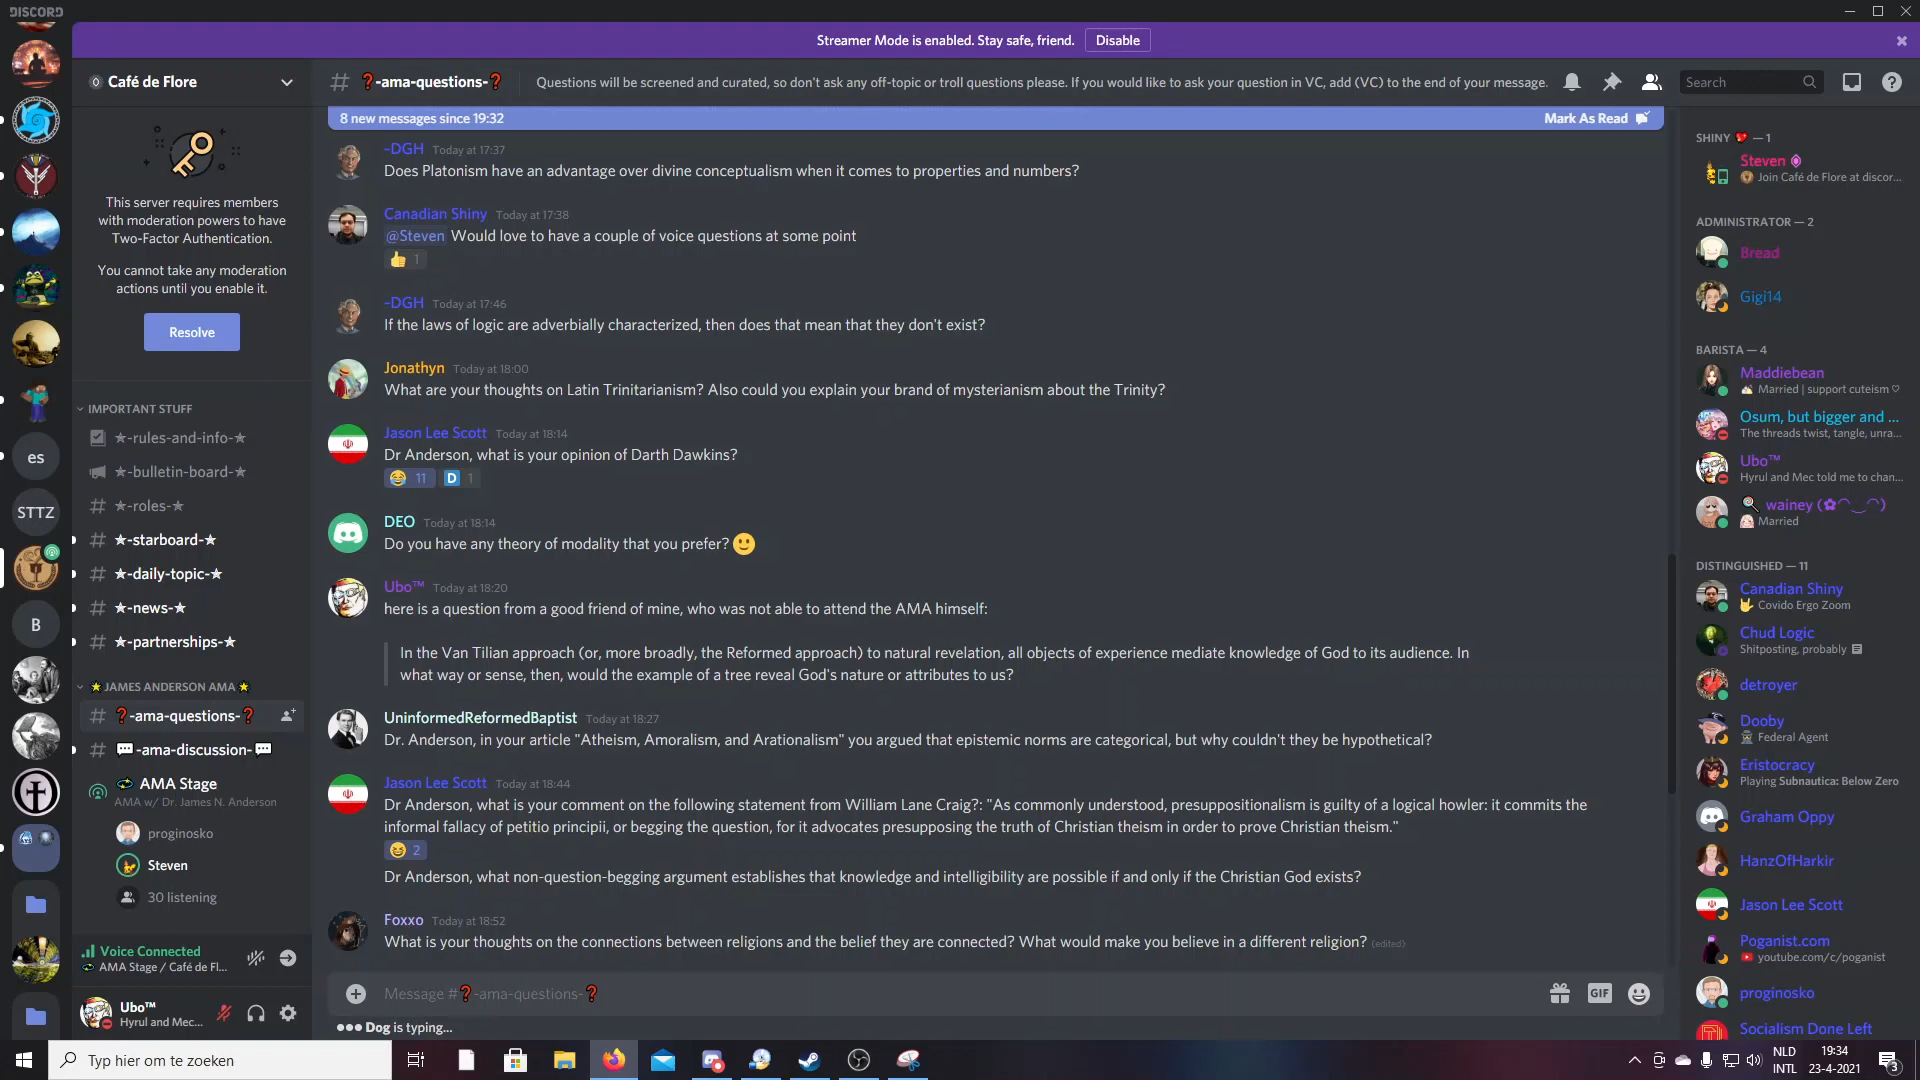 DISCORD
Streamer Mode is enabled. Stay safe, friend.
Disable
Café de Flore
❓-ama-questions-❓
Questions will be screened and curated, so don't ask any off-topic or troll questions please. If you would like to ask your question in VC, add (VC) to the end of your message.
Search
es
STTZ
B
This server requires members
with moderation powers to have
Two-Factor Authentication.
You cannot take any moderation
actions until you enable it.
Resolve
IMPORTANT STUFF
★-rules-and-info-★
★-bulletin-board-★
★-roles-★
★-starboard-★
★-daily-topic-★
★-news-★
★-partnerships-★
JAMES ANDERSON AMA
❓-ama-questions-❓
💬-ama-discussion-💬
AMA Stage
AMA w/ Dr. James N. Anderson
proginosko
Steven
30 listening
Voice Connected
AMA Stage / Café de Fl...
Ubo™
Hyrul and Mec...
8 new messages since 19:32
Mark As Read
-DGH Today at 17:37
Does Platonism have an advantage over divine conceptualism when it comes to properties and numbers?
Canadian Shiny Today at 17:38
@Steven Would love to have a couple of voice questions at some point
👍 1
-DGH Today at 17:46
If the laws of logic are adverbially characterized, then does that mean that they don't exist?
Jonathyn Today at 18:00
What are your thoughts on Latin Trinitarianism? Also could you explain your brand of mysterianism about the Trinity?
Jason Lee Scott Today at 18:14
Dr Anderson, what is your opinion of Darth Dawkins?
😂 11 D 1
DEO Today at 18:14
Do you have any theory of modality that you prefer? 🙂
Ubo™ Today at 18:20
here is a question from a good friend of mine, who was not able to attend the AMA himself:
In the Van Tilian approach (or, more broadly, the Reformed approach) to natural revelation, all objects of experience mediate knowledge of God to its audience. In
what way or sense, then, would the example of a tree reveal God's nature or attributes to us?
UninformedReformedBaptist Today at 18:27
Dr. Anderson, in your article "Atheism, Amoralism, and Arationalism" you argued that epistemic norms are categorical, but why couldn't they be hypothetical?
Jason Lee Scott Today at 18:44
Dr Anderson, what is your comment on the following statement from William Lane Craig?: "As commonly understood, presuppositionalism is guilty of a logical howler: it commits the
informal fallacy of petitio principii, or begging the question, for it advocates presupposing the truth of Christian theism in order to prove Christian theism."
😆 2
Dr Anderson, what non-question-begging argument establishes that knowledge and intelligibility are possible if and only if the Christian God exists?
Foxxo Today at 18:52
What is your thoughts on the connections between religions and the belief they are connected? What would make you believe in a different religion? (edited)
Message #❓-ama-questions-❓
GIF
Dog is typing...
SHINY ❤ — 1
Steven
Join Café de Flore at discor...
ADMINISTRATOR — 2
Bread
Gigi14
BARISTA — 4
Maddiebean
Married | support cuteism ♡
Osum, but bigger and ...
The threads twist, tangle, unra...
Ubo™
Hyrul and Mec told me to chan...
wainey (✿◠‿◠)
Married
DISTINGUISHED — 11
Canadian Shiny
Covido Ergo Zoom
Chud Logic
Shitposting, probably
detroyer
Dooby
Federal Agent
Eristocracy
Playing Subnautica: Below Zero
Graham Oppy
HanzOfHarkir
Jason Lee Scott
Poganist.com
youtube.com/c/poganist
proginosko
Socialism Done Left
Typ hier om te zoeken
NLD
INTL
19:34
23-4-2021
3